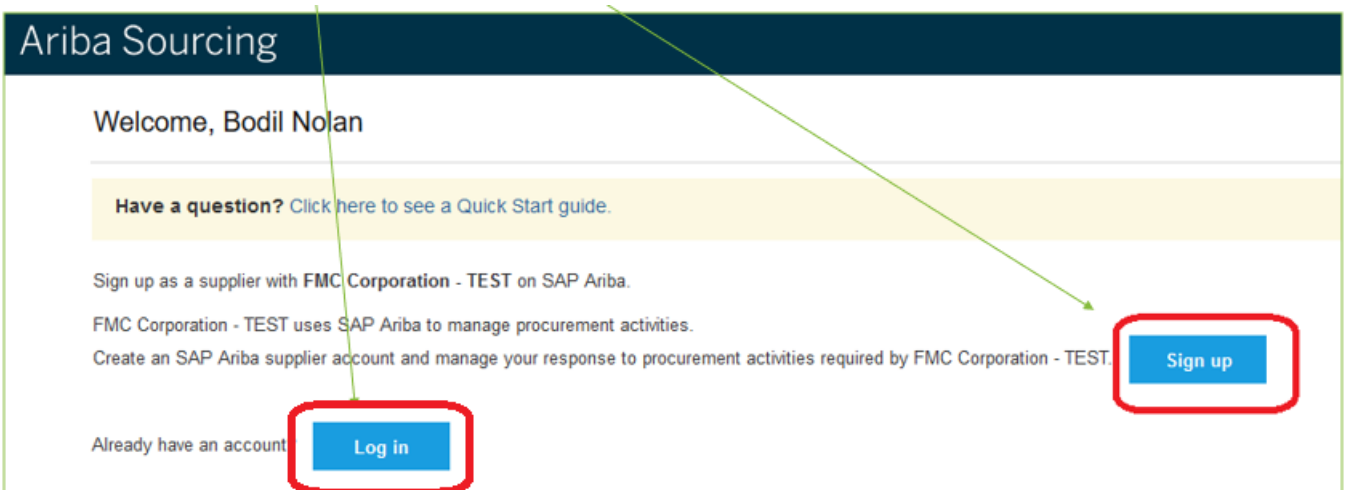 Ariba Sourcing
Welcome, Bodil Nolan
Have a question? Click here to see a Quick Start guide.
Sign up as a supplier with FMC Corporation - TEST on SAP Ariba.
FMC Corporation - TEST uses SAP Ariba to manage procurement activities.
Create an SAP Ariba supplier account and manage your response to procurement activities required by FMC Corporation - TEST.
Sign up
Already have an account
Log in